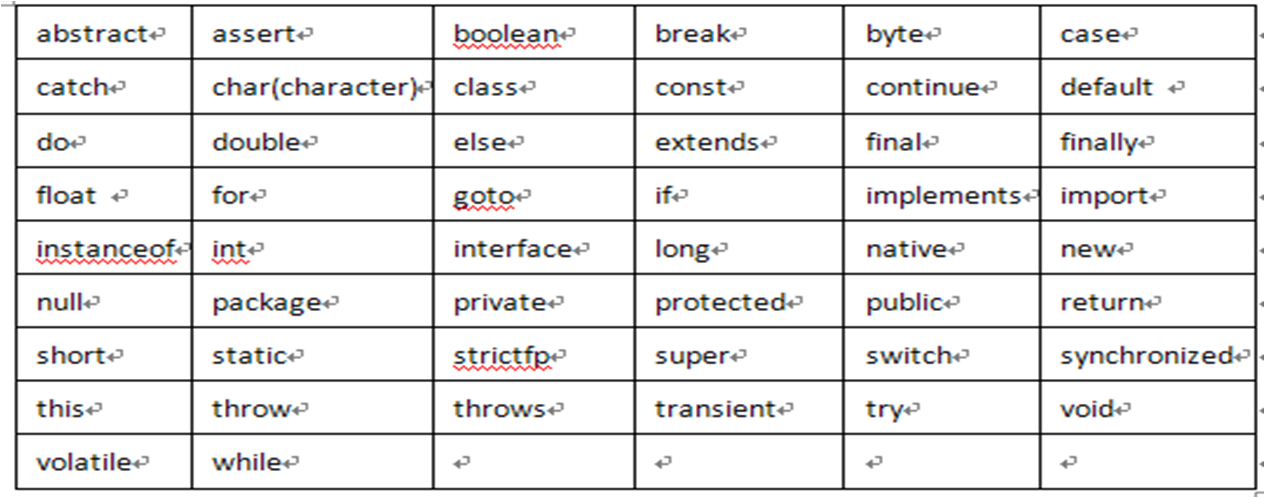 abstract assert boolean break byte case
catch char(character) class const continue default
do double else extends final finally
float for goto if implements import
instanceof int interface long native new
null package private protected public return
short static strictfp super switch synchronized
this throw throws transient try void
volatile while